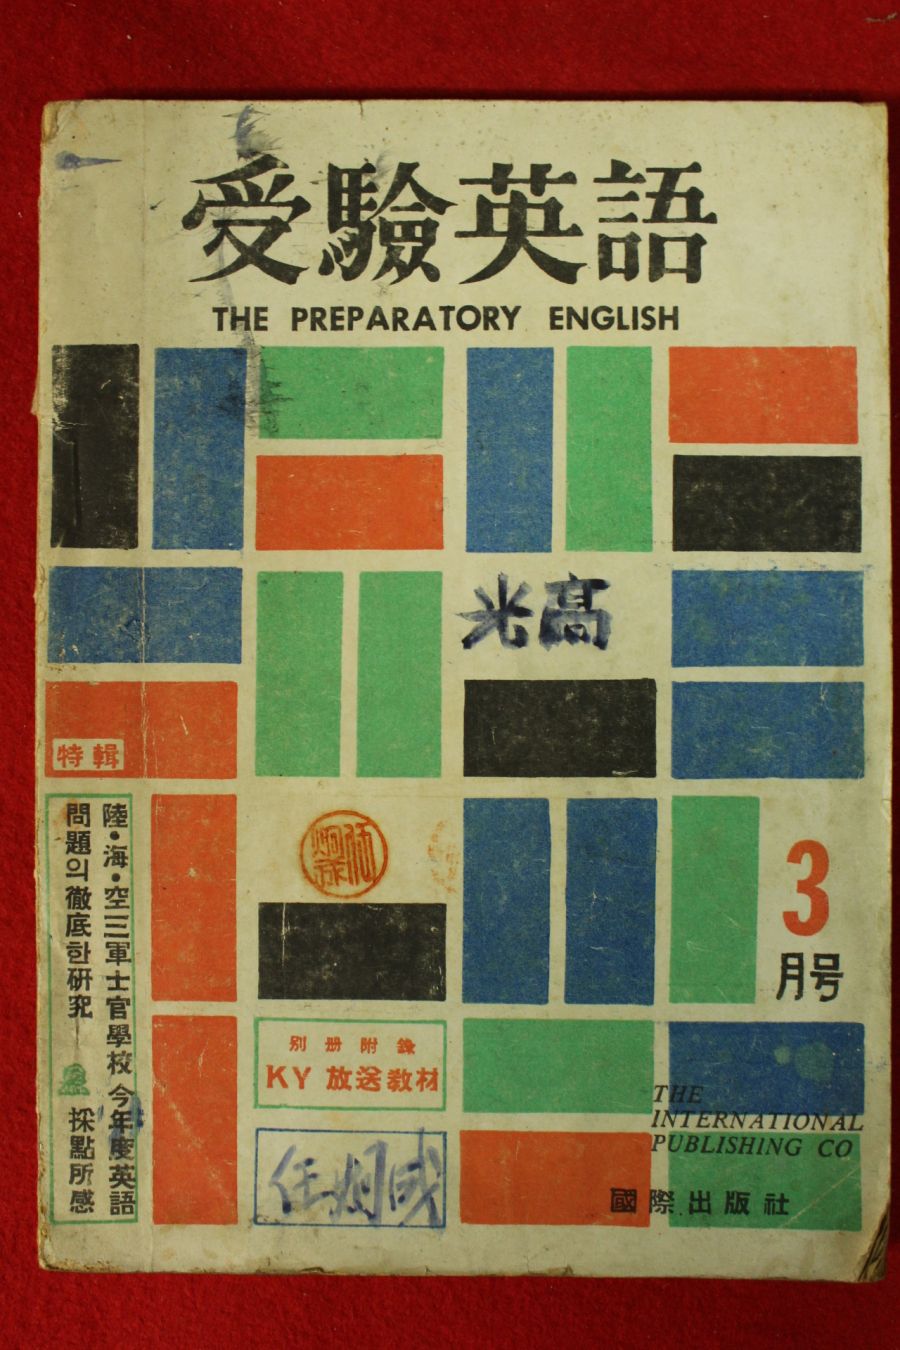 受驗英語
THE PREPARATORY ENGLISH
光高
特輯
陸·海·空三軍士官學校 今年度英語
問題의 徹底한 硏究
採點所感
3
月号
別册附錄
KY 放送敎材
THE
INTERNATIONAL
PUBLISHING CO
國際出版社